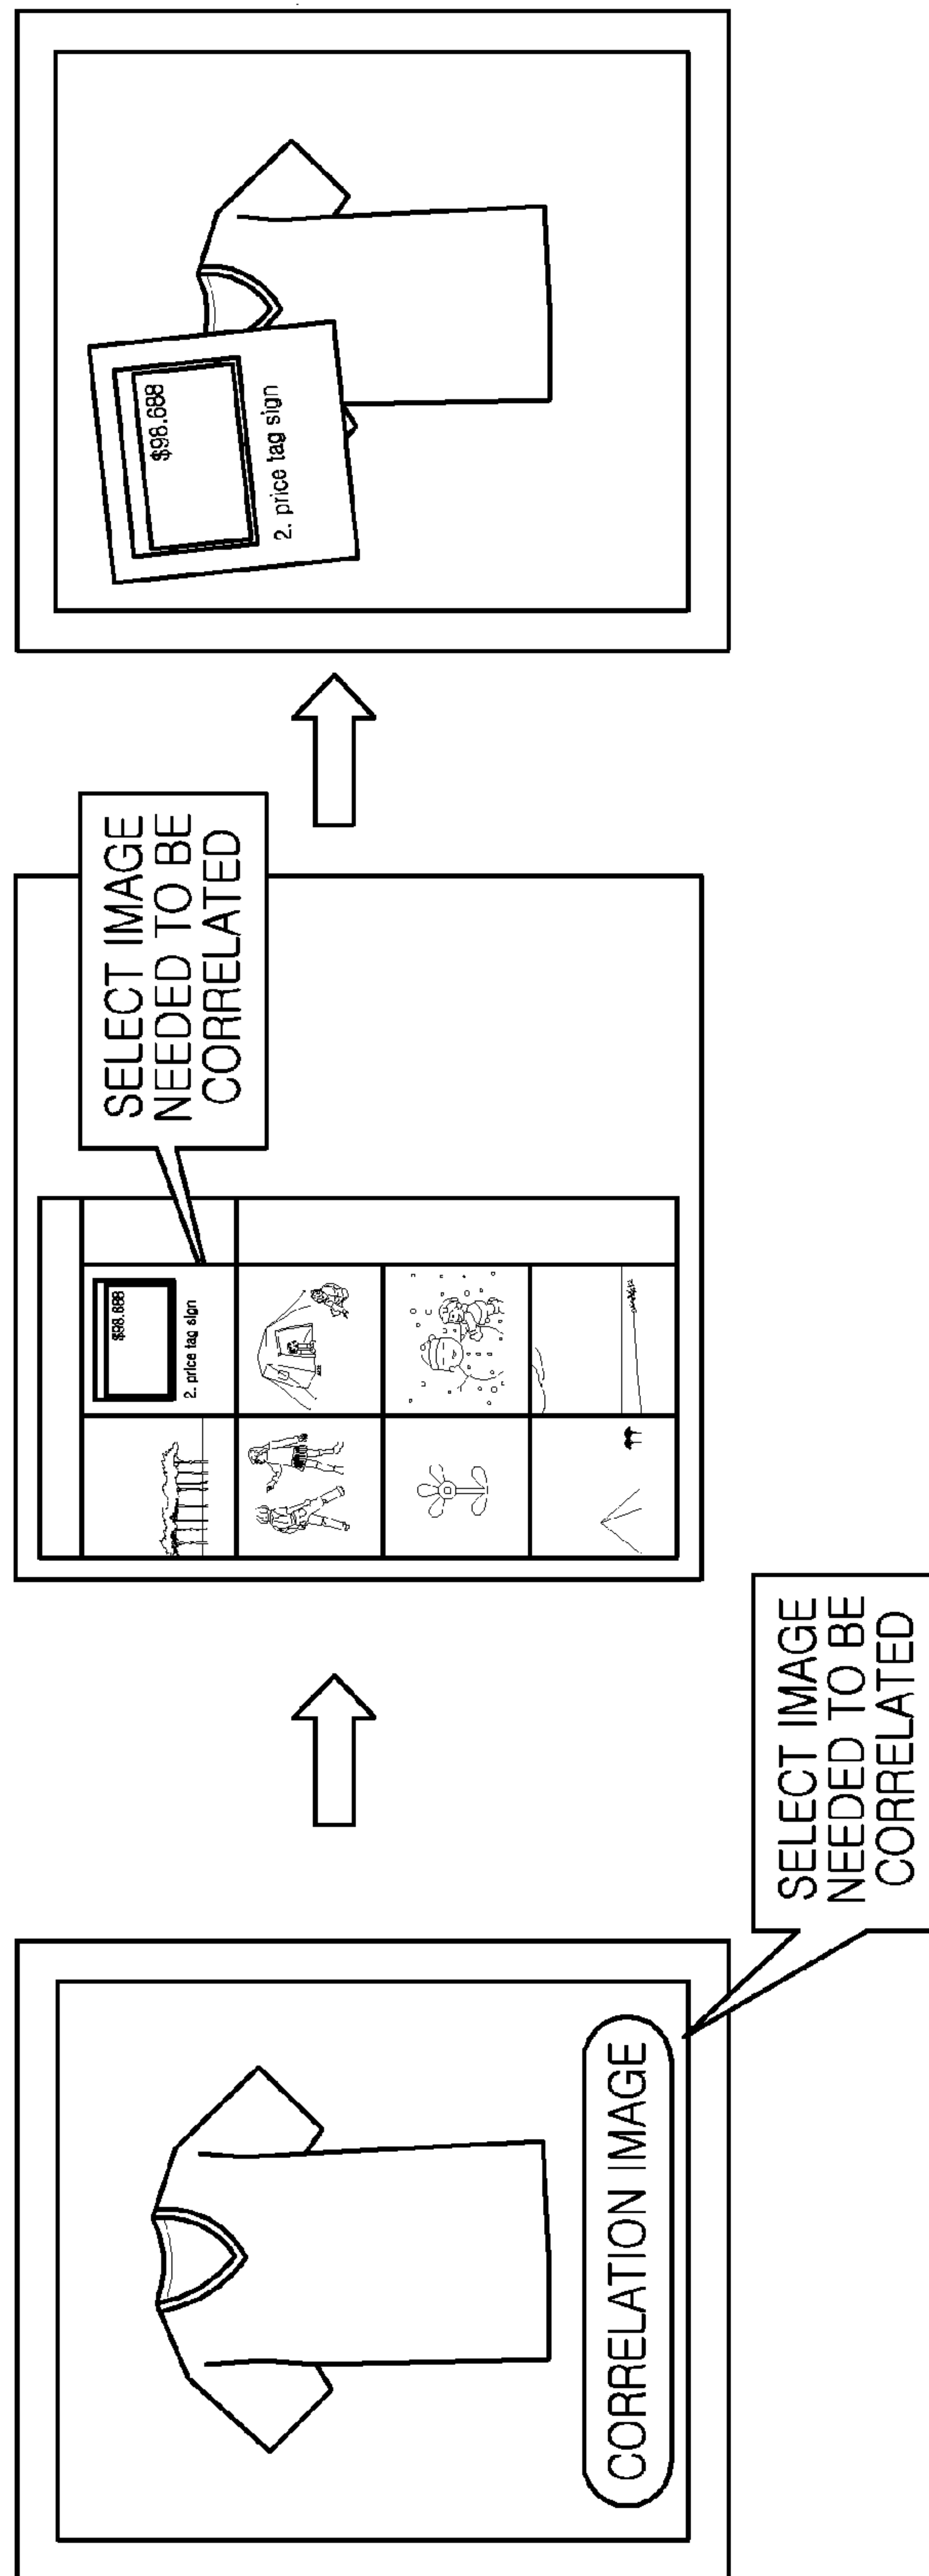 CORRELATION IMAGE
SELECT IMAGE
NEEDED TO BE
CORRELATED
$98.688
2. price tag sign
SELECT IMAGE
NEEDED TO BE
CORRELATED
$98.688
2. price tag sign